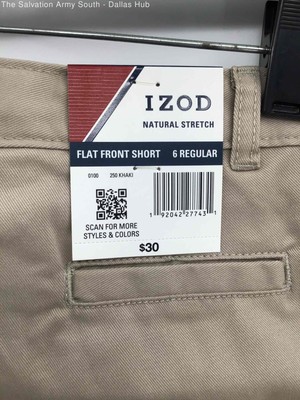 The Salvation Army South - Dallas Hub
IZOD
NATURAL STRETCH
FLAT FRONT SHORT 6 REGULAR
0100 250 KHAKI
1 92042 27743 1
SCAN FOR MORE
STYLES & COLORS
$30